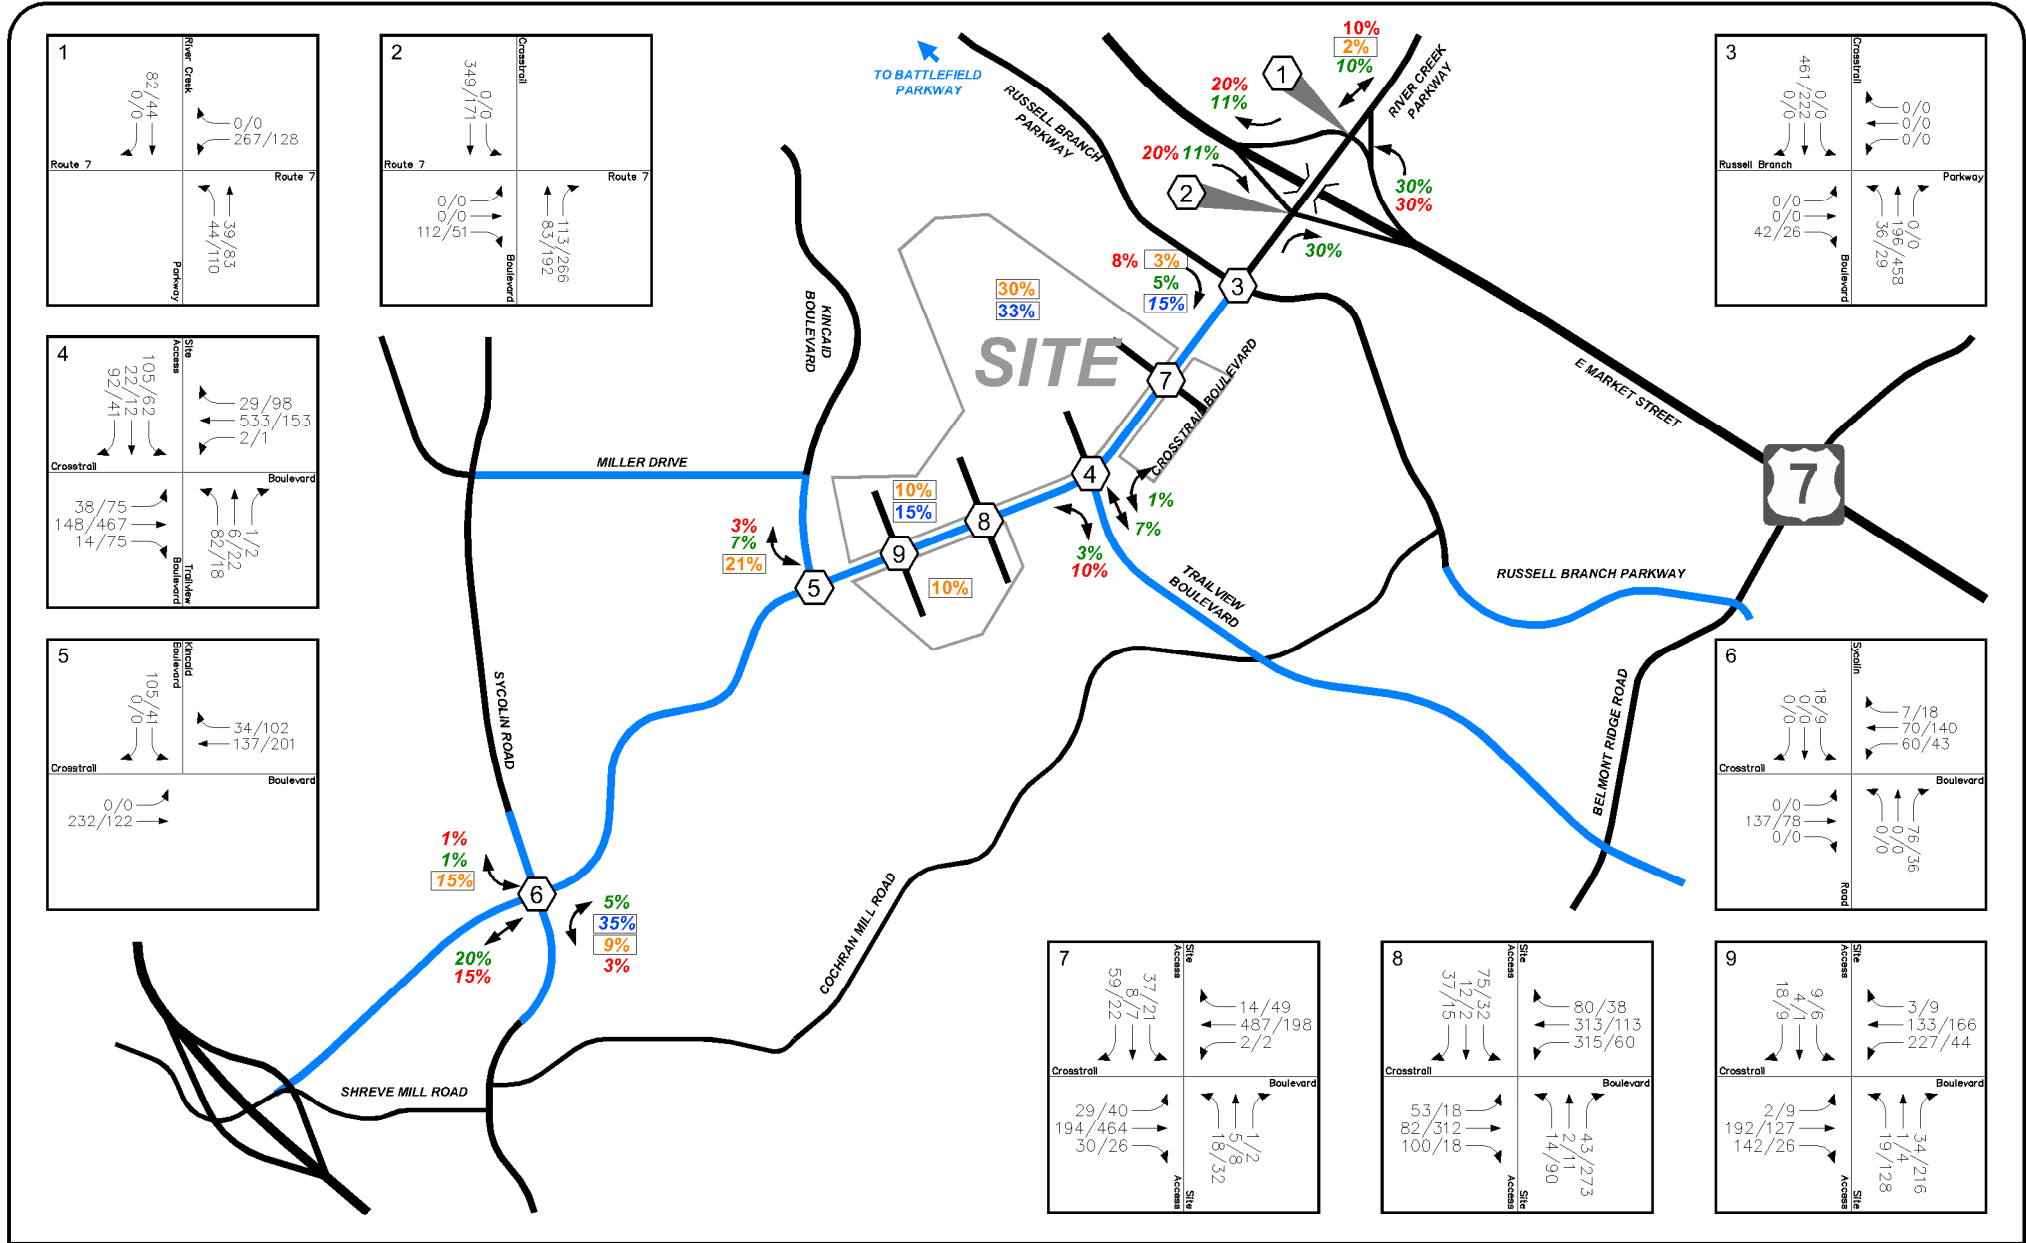 1
River Creek
Parkway
82/44
0/0
0/0
267/128
Route 7
Route 7
44/110
39/83
2
Crosstrail
Boulevard
349/171
0/0
Route 7
Route 7
0/0
0/0
112/51
83/192
113/266
TO BATTLEFIELD
PARKWAY
RUSSELL BRANCH
PARKWAY
10%
2%
10%
RIVER CREEK
PARKWAY
1
20%
11%
20% 11%
2
30%
30%
30%
8% 3%
5%
15%
3
3
Crosstrail
Boulevard
461/222
0/0
0/0
0/0
0/0
0/0
Russell Branch
Parkway
0/0
0/0
42/26
36/29
196/458
0/0
4
Site
Access
105/62
22/12
92/41
29/98
533/153
2/1
Crosstrail
Boulevard
38/75
148/467
14/75
82/18
6/22
1/2
Trailview
Boulevard
KINCAID
BOULEVARD
30%
33%
SITE
7
CROSSTRAIL BOULEVARD
E MARKET STREET
7
MILLER DRIVE
4
1%
7%
3%
10%
10%
15%
8
9
10%
3%
7%
21%
5
TRAILVIEW
BOULEVARD
RUSSELL BRANCH PARKWAY
BELMONT RIDGE ROAD
5
Kincaid
Boulevard
105/41
0/0
34/102
137/201
Crosstrail
Boulevard
0/0
232/122
SYCOLIN ROAD
1%
1%
15%
6
5%
35%
9%
3%
20%
15%
COCHRAN MILL ROAD
SHREVE MILL ROAD
6
Sycolin
Road
18/9
0/0
0/0
7/18
70/140
60/43
Crosstrail
Boulevard
0/0
137/78
0/0
0/0
0/0
76/36
7
Site
Access
37/21
8/7
59/22
14/49
487/198
2/2
Crosstrail
Boulevard
29/40
194/464
30/26
18/32
5/8
1/2
Site
Access
8
Site
Access
75/32
12/2
37/15
80/38
313/113
315/60
Crosstrail
Boulevard
53/18
82/312
100/18
14/90
2/11
43/273
Site
Access
9
Site
Access
9/6
4/1
18/9
3/9
133/166
227/44
Crosstrail
Boulevard
2/9
192/127
142/26
19/128
1/4
34/216
Site
Access